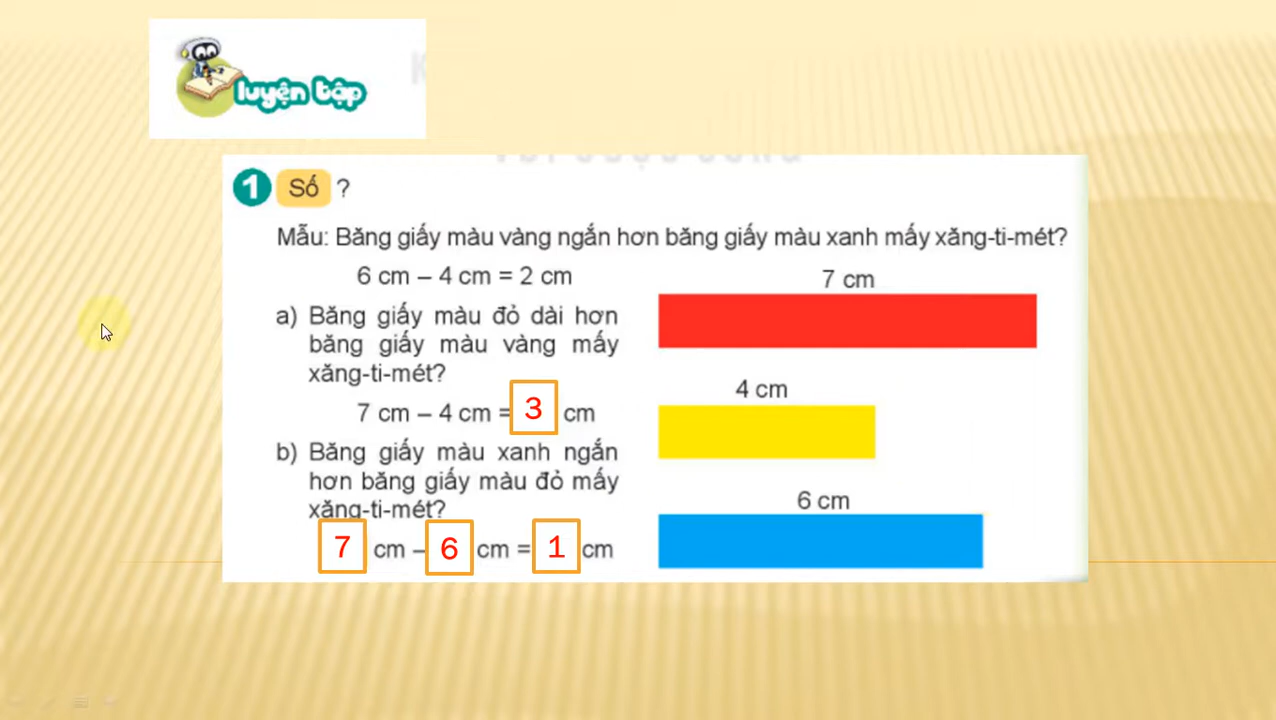 luyện tập
1 Số ?
Mẫu: Băng giấy màu vàng ngắn hơn băng giấy màu xanh mấy xăng-ti-mét?
6 cm – 4 cm = 2 cm
a) Băng giấy màu đỏ dài hơn
băng giấy màu vàng mấy
xăng-ti-mét?
7 cm – 4 cm = 3 cm
b) Băng giấy màu xanh ngắn
hơn băng giấy màu đỏ mấy
xăng-ti-mét?
7 cm – 6 cm = 1 cm
7 cm
4 cm
6 cm